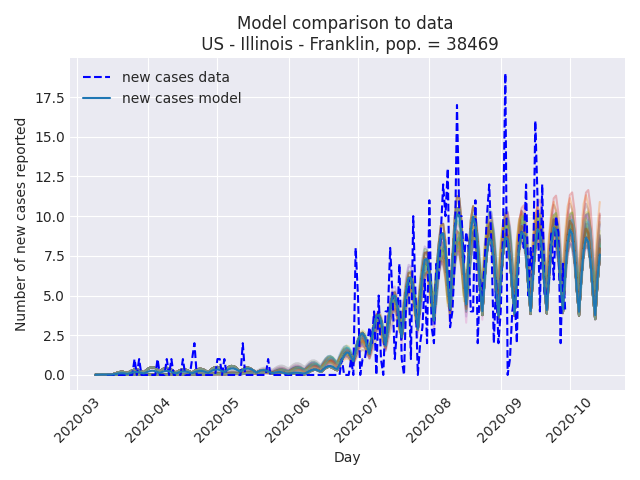 Model comparison to data
US - Illinois - Franklin, pop. = 38469
new cases data
new cases model
Number of new cases reported
17.5
15.0
12.5
10.0
7.5
5.0
2.5
0.0
2020-03
2020-04
2020-05
2020-06
2020-07
2020-08
2020-09
2020-10
Day